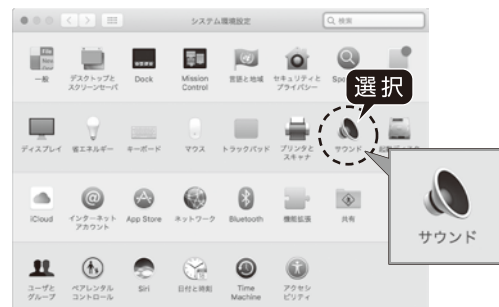 システム環境設定
検索
一般
デスクトップと
スクリーンセーバ
Dock
Mission
Control
言語と地域
セキュリティと
プライバシー
選択
ディスプレイ
省エネルギー
キーボード
マウス
トラックパッド
プリンタと
スキャナ
サウンド
サウンド
iCloud
インターネット
アカウント
App Store
ネットワーク
Bluetooth
機能拡張
共有
ユーザと
グループ
ペアレンタル
コントロール
Siri
日付と時刻
Time
Machine
アクセシ
ビリティ